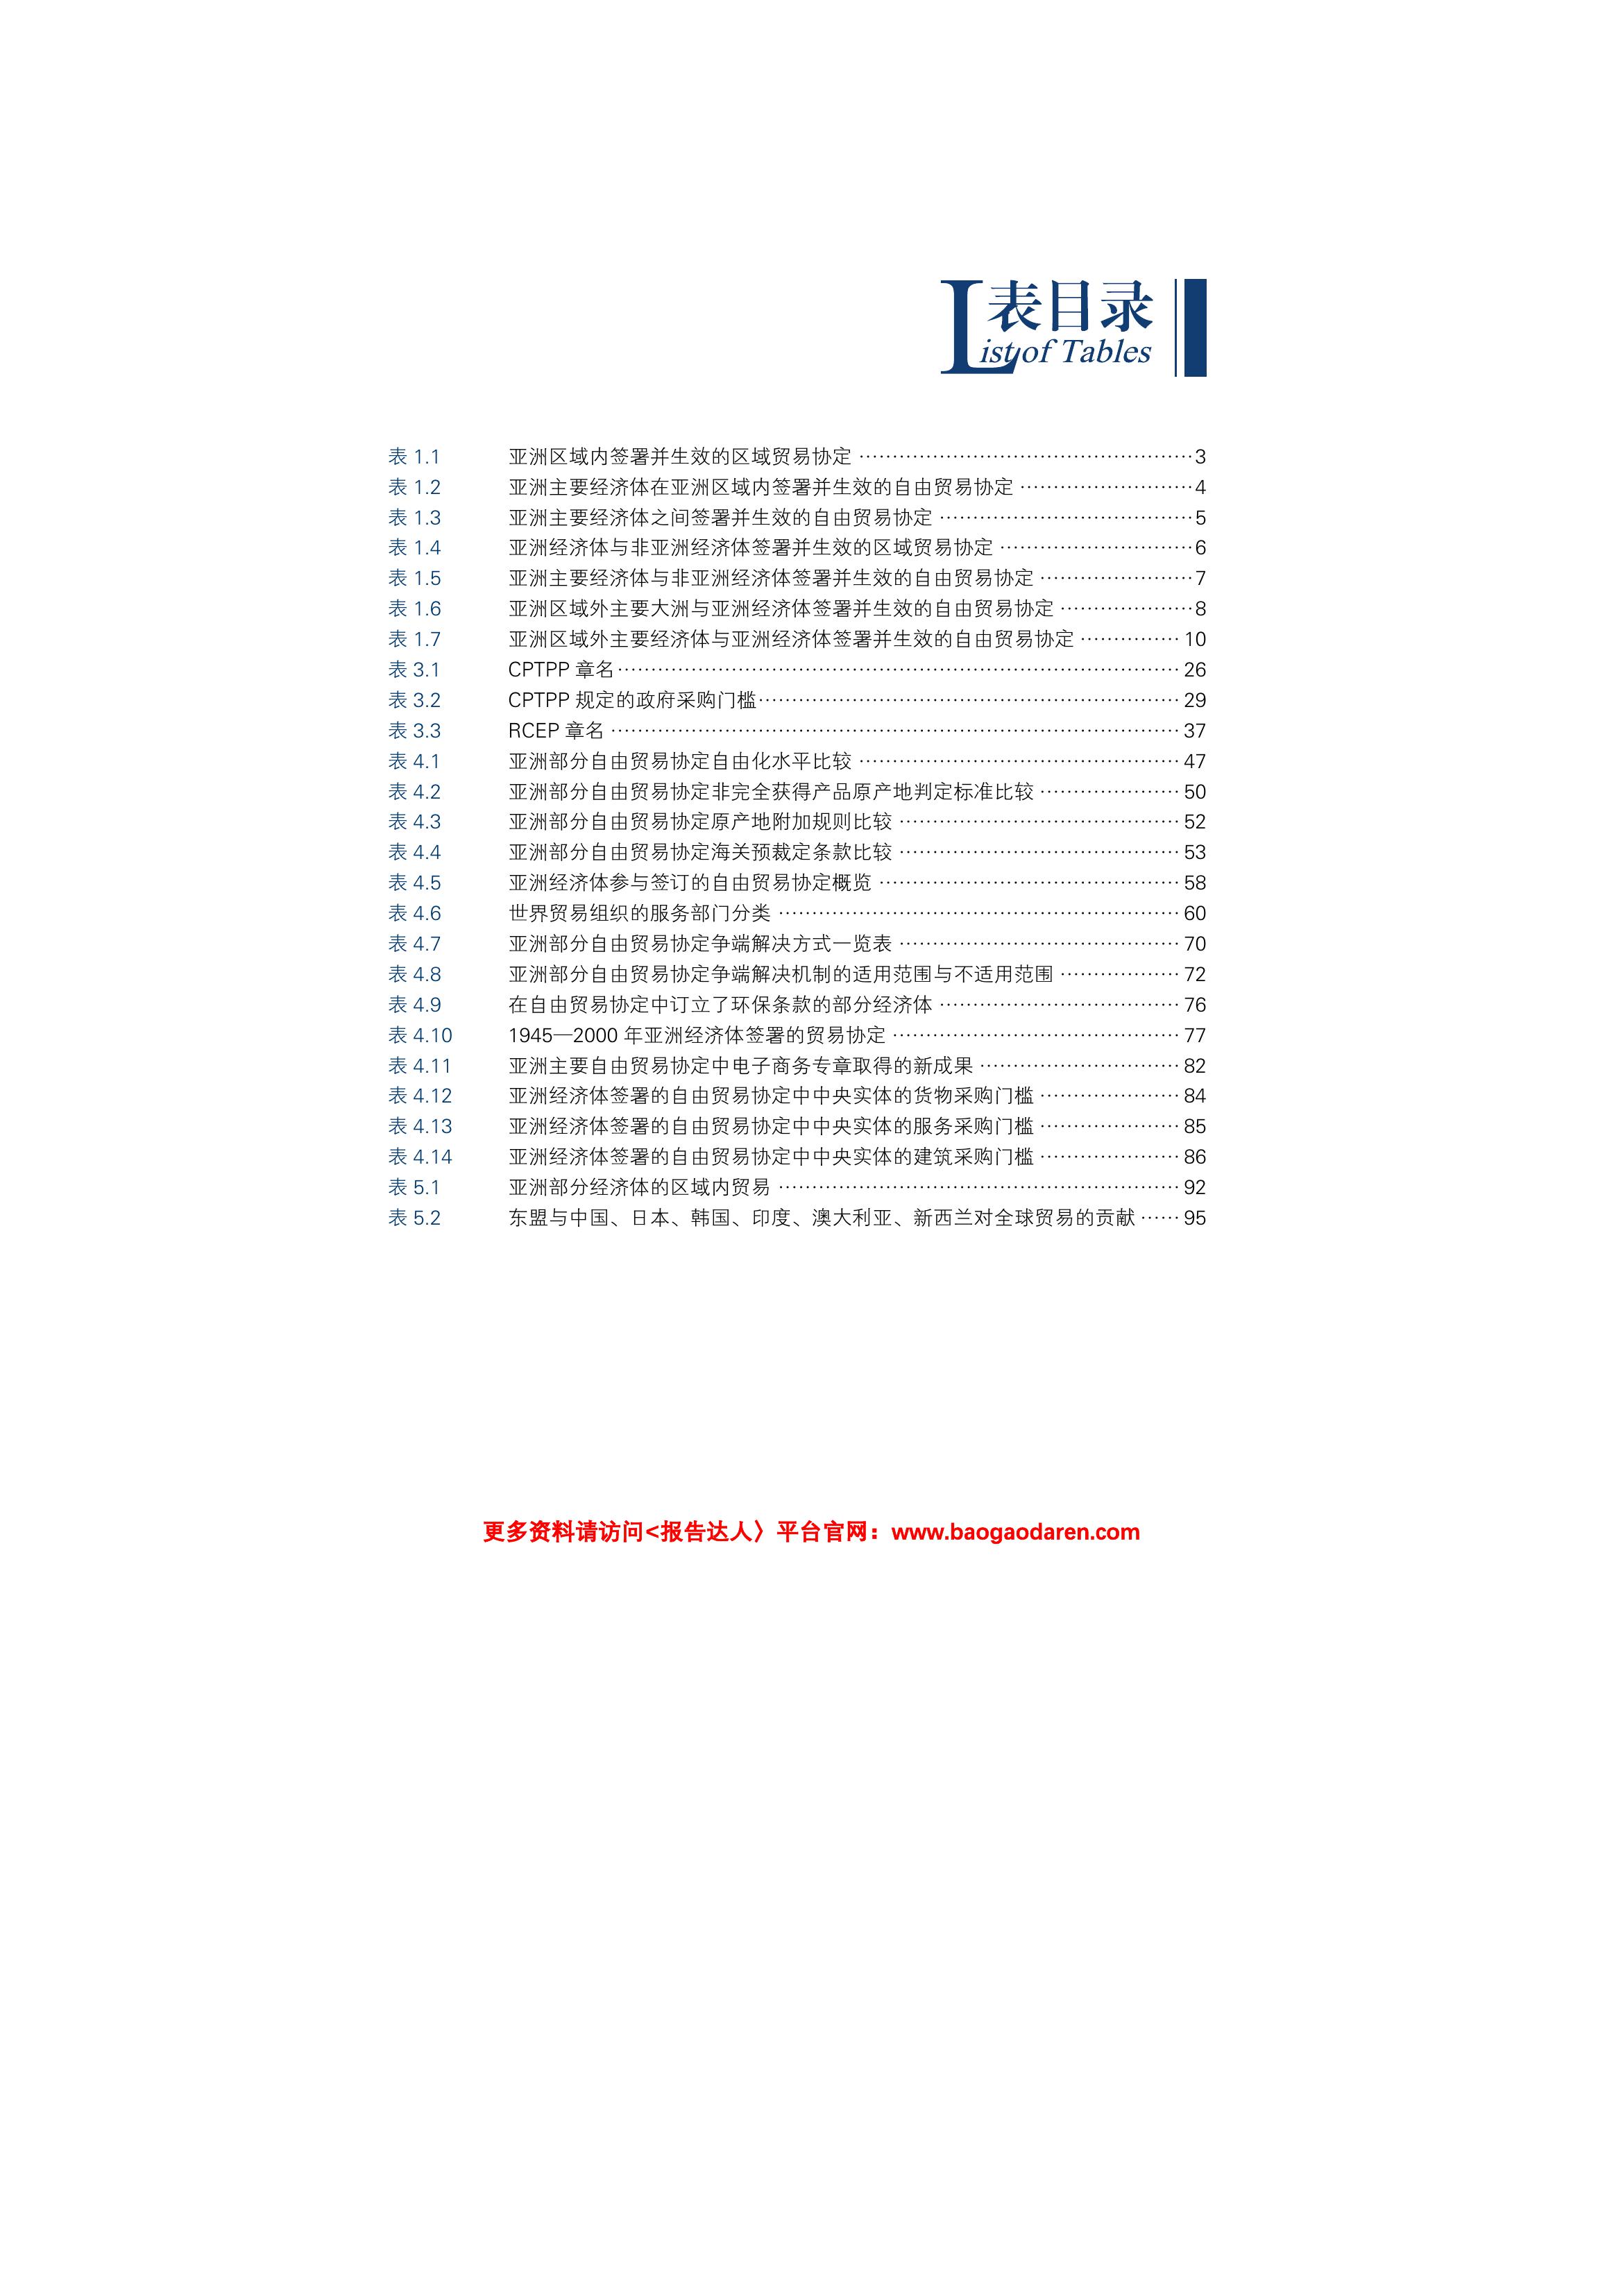 表目录
List of Tables
表 1.1 亚洲区域内签署并生效的区域贸易协定 ……………………………………………3
表 1.2 亚洲主要经济体在亚洲区域内签署并生效的自由贸易协定 ………………………4
表 1.3 亚洲主要经济体之间签署并生效的自由贸易协定 …………………………………5
表 1.4 亚洲经济体与非亚洲经济体签署并生效的区域贸易协定 …………………………6
表 1.5 亚洲主要经济体与非亚洲经济体签署并生效的自由贸易协定 ……………………7
表 1.6 亚洲区域外主要大洲与亚洲经济体签署并生效的自由贸易协定 …………………8
表 1.7 亚洲区域外主要经济体与亚洲经济体签署并生效的自由贸易协定 …………… 10
表 3.1 CPTPP 章名………………………………………………………………………… 26
表 3.2 CPTPP 规定的政府采购门槛……………………………………………………… 29
表 3.3 RCEP 章名 ………………………………………………………………………… 37
表 4.1 亚洲部分自由贸易协定自由化水平比较 ………………………………………… 47
表 4.2 亚洲部分自由贸易协定非完全获得产品原产地判定标准比较 ………………… 50
表 4.3 亚洲部分自由贸易协定原产地附加规则比较 …………………………………… 52
表 4.4 亚洲部分自由贸易协定海关预裁定条款比较 …………………………………… 53
表 4.5 亚洲经济体参与签订的自由贸易协定概览 ……………………………………… 58
表 4.6 世界贸易组织的服务部门分类 …………………………………………………… 60
表 4.7 亚洲部分自由贸易协定争端解决方式一览表 …………………………………… 70
表 4.8 亚洲部分自由贸易协定争端解决机制的适用范围与不适用范围 ……………… 72
表 4.9 在自由贸易协定中订立了环保条款的部分经济体 ……………………………… 76
表 4.10 1945—2000 年亚洲经济体签署的贸易协定 …………………………………… 77
表 4.11 亚洲主要自由贸易协定中电子商务专章取得的新成果 ………………………… 82
表 4.12 亚洲经济体签署的自由贸易协定中中央实体的货物采购门槛 ………………… 84
表 4.13 亚洲经济体签署的自由贸易协定中中央实体的服务采购门槛 ………………… 85
表 4.14 亚洲经济体签署的自由贸易协定中中央实体的建筑采购门槛 ………………… 86
表 5.1 亚洲部分经济体的区域内贸易 …………………………………………………… 92
表 5.2 东盟与中国、日本、韩国、印度、澳大利亚、新西兰对全球贸易的贡献 …… 95
更多资料请访问<报告达人〉平台官网：www.baogaodaren.com